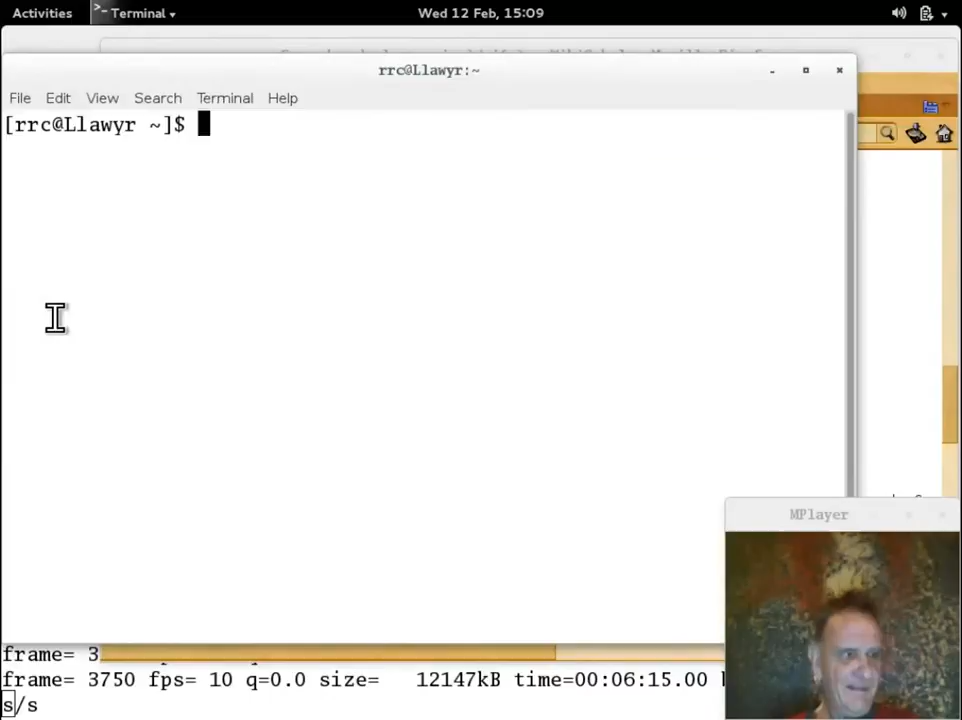 Activities
Terminal
Wed 12 Feb, 15:09
rrc@Llawyr:~
File Edit View Search Terminal Help
[rrc@Llawyr ~]$
MPlayer
frame= 3
frame= 3750 fps= 10 q=0.0 size= 12147kB time=00:06:15.00
s/s